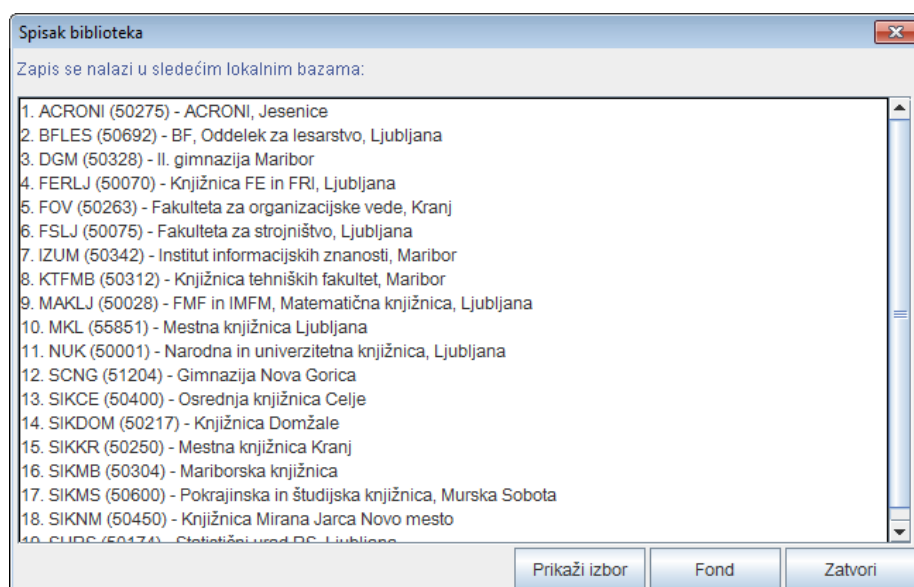 Spisak biblioteka
Zapis se nalazi u sledećim lokalnim bazama:
1. ACRONI (50275) - ACRONI, Jesenice
2. BFLES (50692) - BF, Oddelek za lesarstvo, Ljubljana
3. DGM (50328) - II. gimnazija Maribor
4. FERLJ (50070) - Knjižnica FE in FRI, Ljubljana
5. FOV (50263) - Fakulteta za organizacijske vede, Kranj
6. FSLJ (50075) - Fakulteta za strojništvo, Ljubljana
7. IZUM (50342) - Institut informacijskih znanosti, Maribor
8. KTFMB (50312) - Knjižnica tehniških fakultet, Maribor
9. MAKLJ (50028) - FMF in IMFM, Matematična knjižnica, Ljubljana
10. MKL (55851) - Mestna knjižnica Ljubljana
11. NUK (50001) - Narodna in univerzitetna knjižnica, Ljubljana
12. SCNG (51204) - Gimnazija Nova Gorica
13. SIKCE (50400) - Osrednja knjižnica Celje
14. SIKDOM (50217) - Knjižnica Domžale
15. SIKKR (50250) - Mestna knjižnica Kranj
16. SIKMB (50304) - Mariborska knjižnica
17. SIKMS (50600) - Pokrajinska in študijska knjižnica, Murska Sobota
18. SIKNM (50450) - Knjižnica Mirana Jarca Novo mesto
19. SURS (50174) - Statistični urad RS, Ljubljana
Prikaži izbor Fond Zatvori